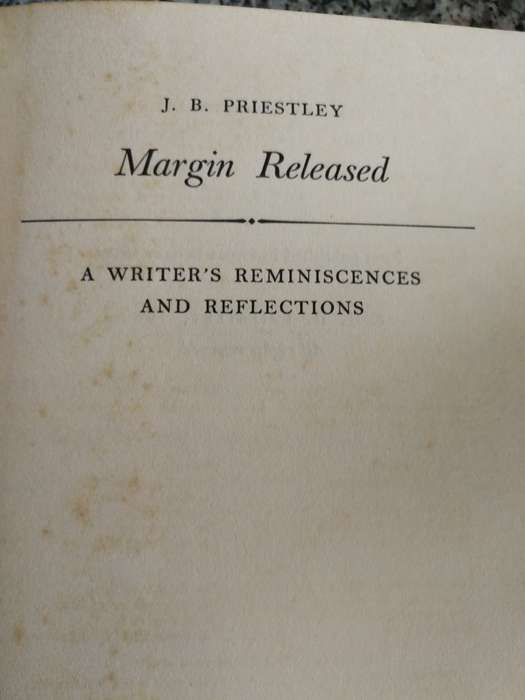 J. B. PRIESTLEY
Margin Released
A WRITER'S REMINISCENCES
AND REFLECTIONS